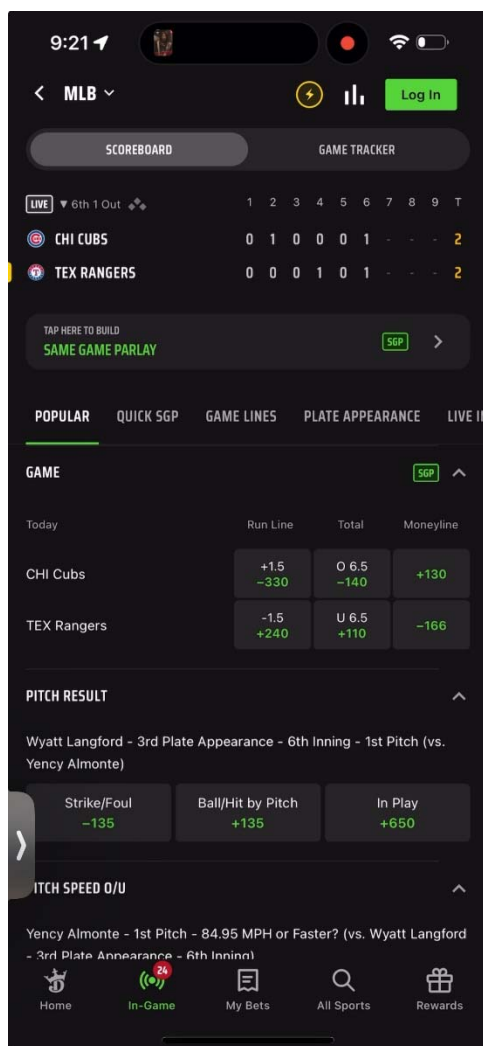 9:21
MLB
Log In
SCOREBOARD GAME TRACKER
LIVE ▼ 6th 1 Out 1 2 3 4 5 6 7 8 9 T
CHI CUBS 0 1 0 0 0 1 - - - 2
TEX RANGERS 0 0 0 1 0 1 - - - 2
TAP HERE TO BUILD
SAME GAME PARLAY SGP
POPULAR QUICK SGP GAME LINES PLATE APPEARANCE LIVE I
GAME SGP
Today Run Line Total Moneyline
CHI Cubs +1.5 −330 O 6.5 −140 +130
TEX Rangers -1.5 +240 U 6.5 +110 −166
PITCH RESULT
Wyatt Langford - 3rd Plate Appearance - 6th Inning - 1st Pitch (vs.
Yency Almonte)
Strike/Foul Ball/Hit by Pitch In Play
−135 +135 +650
PITCH SPEED O/U
Yency Almonte - 1st Pitch - 84.95 MPH or Faster? (vs. Wyatt Langford
- 3rd Plate Appearance - 6th Inning)
24
Home In-Game My Bets All Sports Rewards